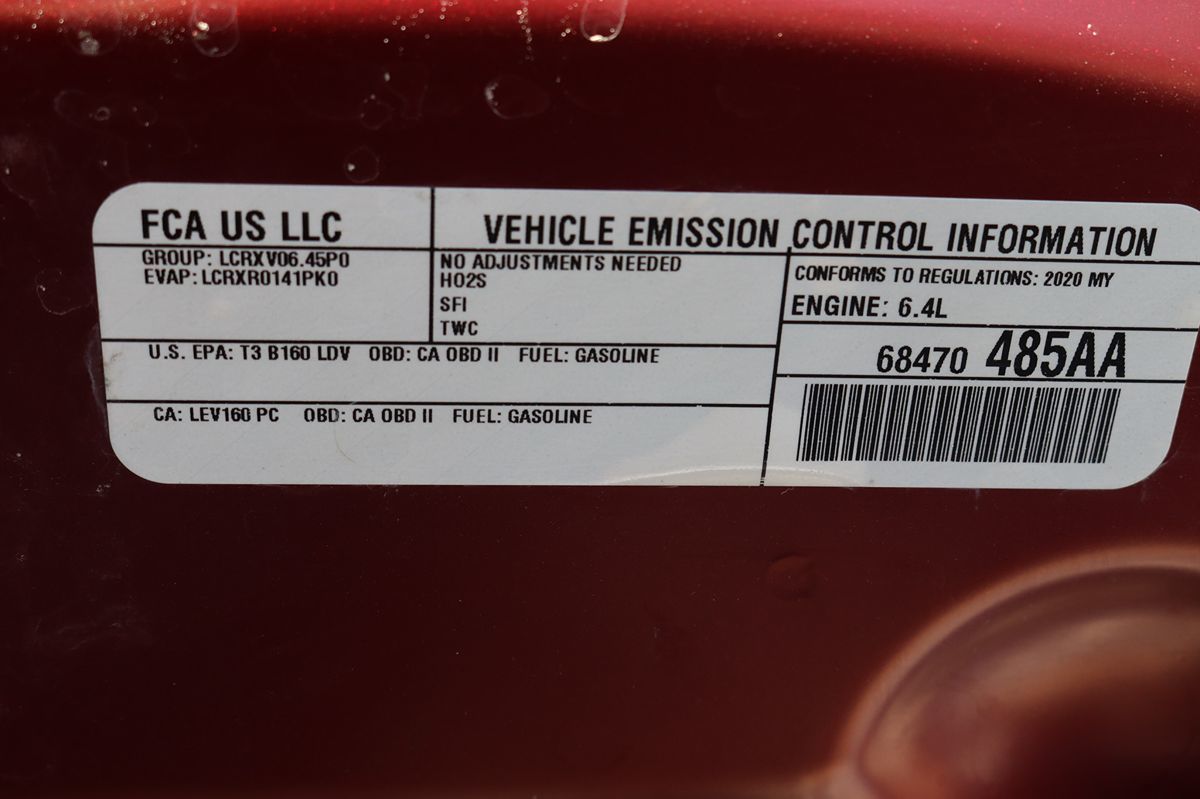 FCA US LLC
VEHICLE EMISSION CONTROL INFORMATION
GROUP: LCRXV06.45P0
EVAP: LCRXR0141PK0
NO ADJUSTMENTS NEEDED
HO2S
SFI
TWC
CONFORMS TO REGULATIONS: 2020 MY
ENGINE: 6.4L
68470 485AA
U.S. EPA: T3 B160 LDV OBD: CA OBD II FUEL: GASOLINE
CA: LEV160 PC OBD: CA OBD II FUEL: GASOLINE